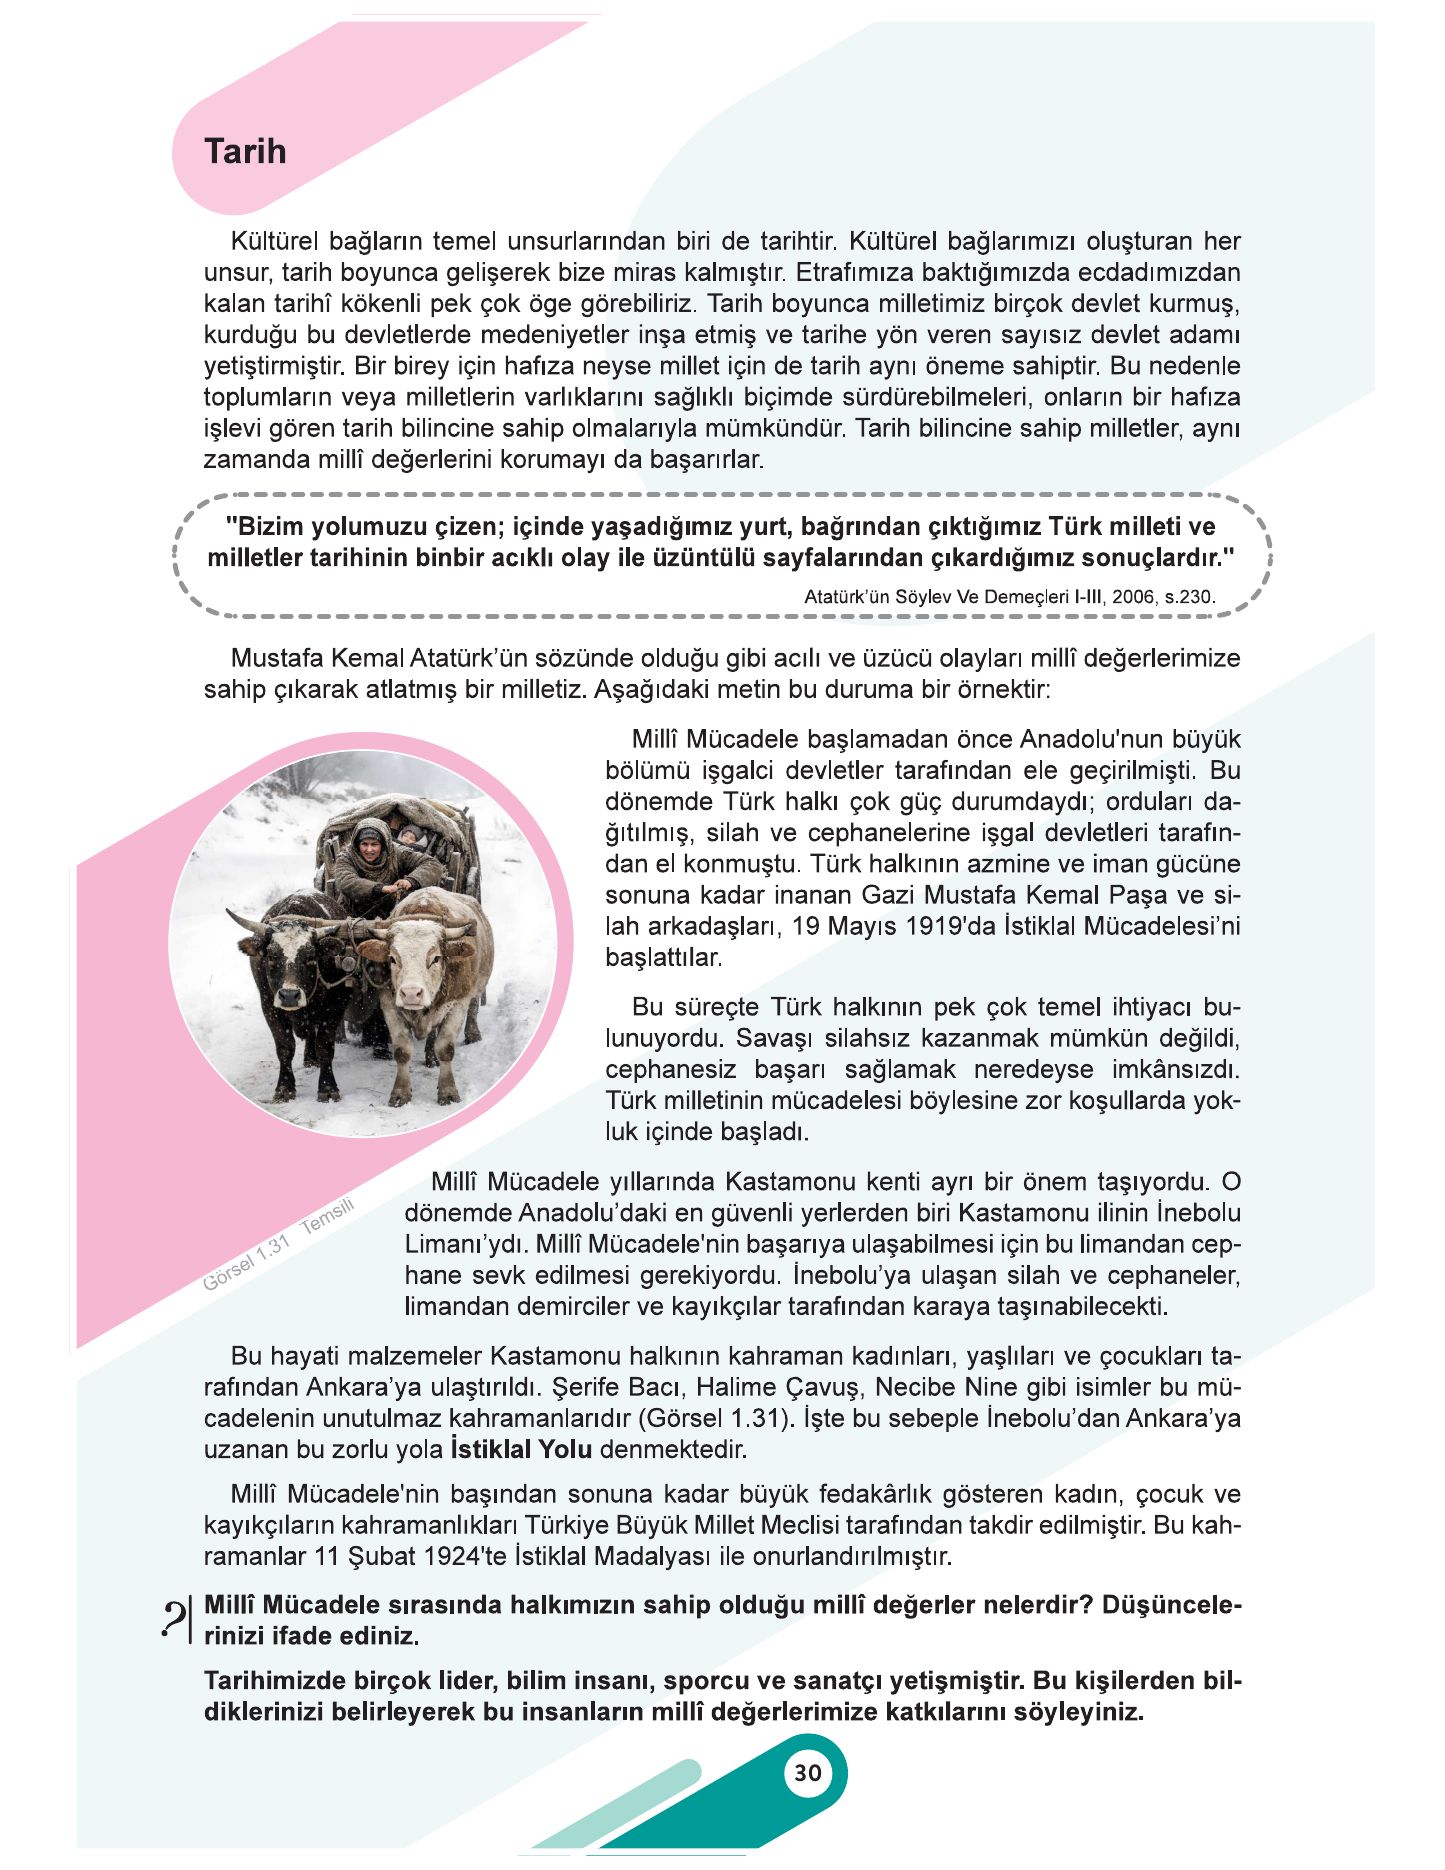 Tarih
Kültürel bağların temel unsurlarından biri de tarihtir. Kültürel bağlarımızı oluşturan her
unsur, tarih boyunca gelişerek bize miras kalmıştır. Etrafımıza baktığımızda ecdadımızdan
kalan tarihî kökenli pek çok öge görebiliriz. Tarih boyunca milletimiz birçok devlet kurmuş,
kurduğu bu devletlerde medeniyetler inşa etmiş ve tarihe yön veren sayısız devlet adamı
yetiştirmiştir. Bir birey için hafıza neyse millet için de tarih aynı öneme sahiptir. Bu nedenle
toplumların veya milletlerin varlıklarını sağlıklı biçimde sürdürebilmeleri, onların bir hafıza
işlevi gören tarih bilincine sahip olmalarıyla mümkündür. Tarih bilincine sahip milletler, aynı
zamanda millî değerlerini korumayı da başarırlar.
"Bizim yolumuzu çizen; içinde yaşadığımız yurt, bağrından çıktığımız Türk milleti ve
milletler tarihinin binbir acıklı olay ile üzüntülü sayfalarından çıkardığımız sonuçlardır."
Atatürk’ün Söylev Ve Demeçleri I-III, 2006, s.230.
Mustafa Kemal Atatürk’ün sözünde olduğu gibi acılı ve üzücü olayları millî değerlerimize
sahip çıkarak atlatmış bir milletiz. Aşağıdaki metin bu duruma bir örnektir:
Millî Mücadele başlamadan önce Anadolu'nun büyük
bölümü işgalci devletler tarafından ele geçirilmişti. Bu
dönemde Türk halkı çok güç durumdaydı; orduları da-
ğıtılmış, silah ve cephanelerine işgal devletleri tarafın-
dan el konmuştu. Türk halkının azmine ve iman gücüne
sonuna kadar inanan Gazi Mustafa Kemal Paşa ve si-
lah arkadaşları, 19 Mayıs 1919'da İstiklal Mücadelesi’ni
başlattılar.
Bu süreçte Türk halkının pek çok temel ihtiyacı bu-
lunuyordu. Savaşı silahsız kazanmak mümkün değildi,
cephanesiz başarı sağlamak neredeyse imkânsızdı.
Türk milletinin mücadelesi böylesine zor koşullarda yok-
luk içinde başladı.
Görsel 1.31 Temsili
Millî Mücadele yıllarında Kastamonu kenti ayrı bir önem taşıyordu. O
dönemde Anadolu’daki en güvenli yerlerden biri Kastamonu ilinin İnebolu
Limanı’ydı. Millî Mücadele'nin başarıya ulaşabilmesi için bu limandan cep-
hane sevk edilmesi gerekiyordu. İnebolu’ya ulaşan silah ve cephaneler,
limandan demirciler ve kayıkçılar tarafından karaya taşınabilecekti.
Bu hayati malzemeler Kastamonu halkının kahraman kadınları, yaşlıları ve çocukları ta-
rafından Ankara’ya ulaştırıldı. Şerife Bacı, Halime Çavuş, Necibe Nine gibi isimler bu mü-
cadelenin unutulmaz kahramanlarıdır (Görsel 1.31). İşte bu sebeple İnebolu’dan Ankara’ya
uzanan bu zorlu yola İstiklal Yolu denmektedir.
Millî Mücadele'nin başından sonuna kadar büyük fedakârlık gösteren kadın, çocuk ve
kayıkçıların kahramanlıkları Türkiye Büyük Millet Meclisi tarafından takdir edilmiştir. Bu kah-
ramanlar 11 Şubat 1924'te İstiklal Madalyası ile onurlandırılmıştır.
? Millî Mücadele sırasında halkımızın sahip olduğu millî değerler nelerdir? Düşüncele-
rinizi ifade ediniz.
Tarihimizde birçok lider, bilim insanı, sporcu ve sanatçı yetişmiştir. Bu kişilerden bil-
diklerinizi belirleyerek bu insanların millî değerlerimize katkılarını söyleyiniz.
30